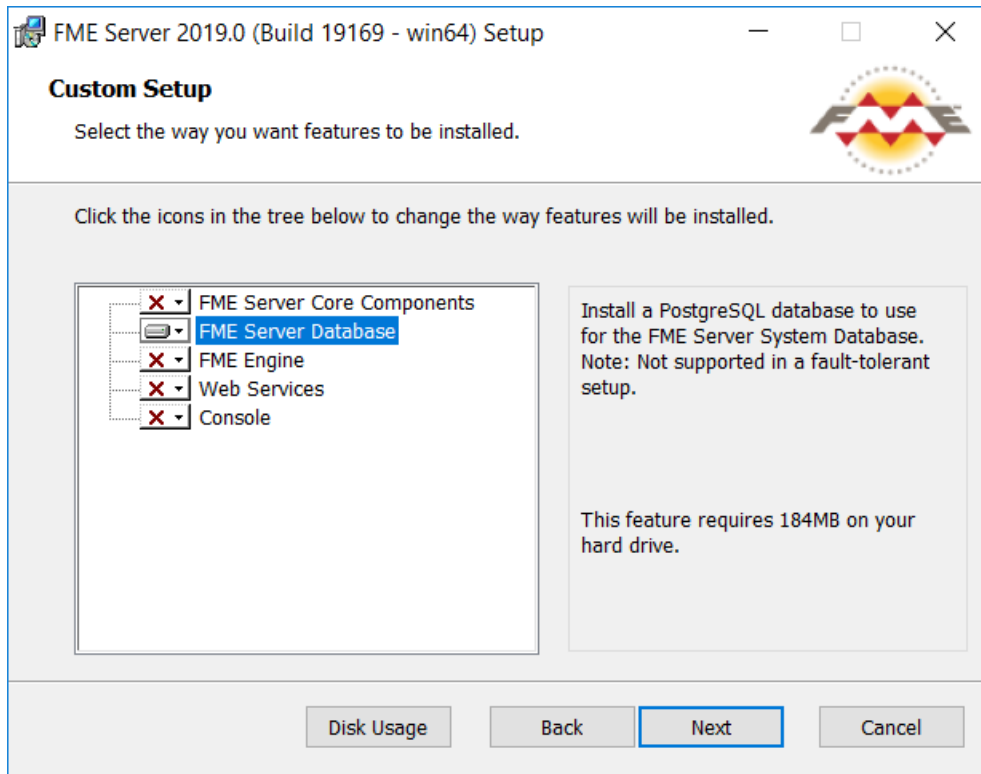 FME Server 2019.0 (Build 19169 - win64) Setup
Custom Setup
Select the way you want features to be installed.
FME
Click the icons in the tree below to change the way features will be installed.
FME Server Core Components
FME Server Database
FME Engine
Web Services
Console
Install a PostgreSQL database to use
for the FME Server System Database.
Note: Not supported in a fault-tolerant
setup.
This feature requires 184MB on your
hard drive.
Disk Usage
Back
Next
Cancel